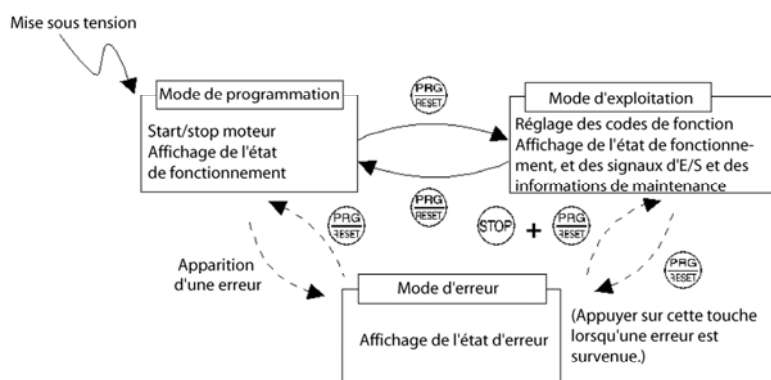 Mise sous tension
Mode de programmation
Start/stop moteur
Affichage de l'état
de fonctionnement
PRG
RESET
Mode d'exploitation
Réglage des codes de fonction
Affichage de l'état de fonctionne-
ment, et des signaux d'E/S et des
informations de maintenance
PRG
RESET
PRG
RESET
STOP + PRG
RESET
PRG
RESET
Apparition
d'une erreur
Mode d'erreur
Affichage de l'état d'erreur
(Appuyer sur cette touche
lorsqu'une erreur est
survenue.)